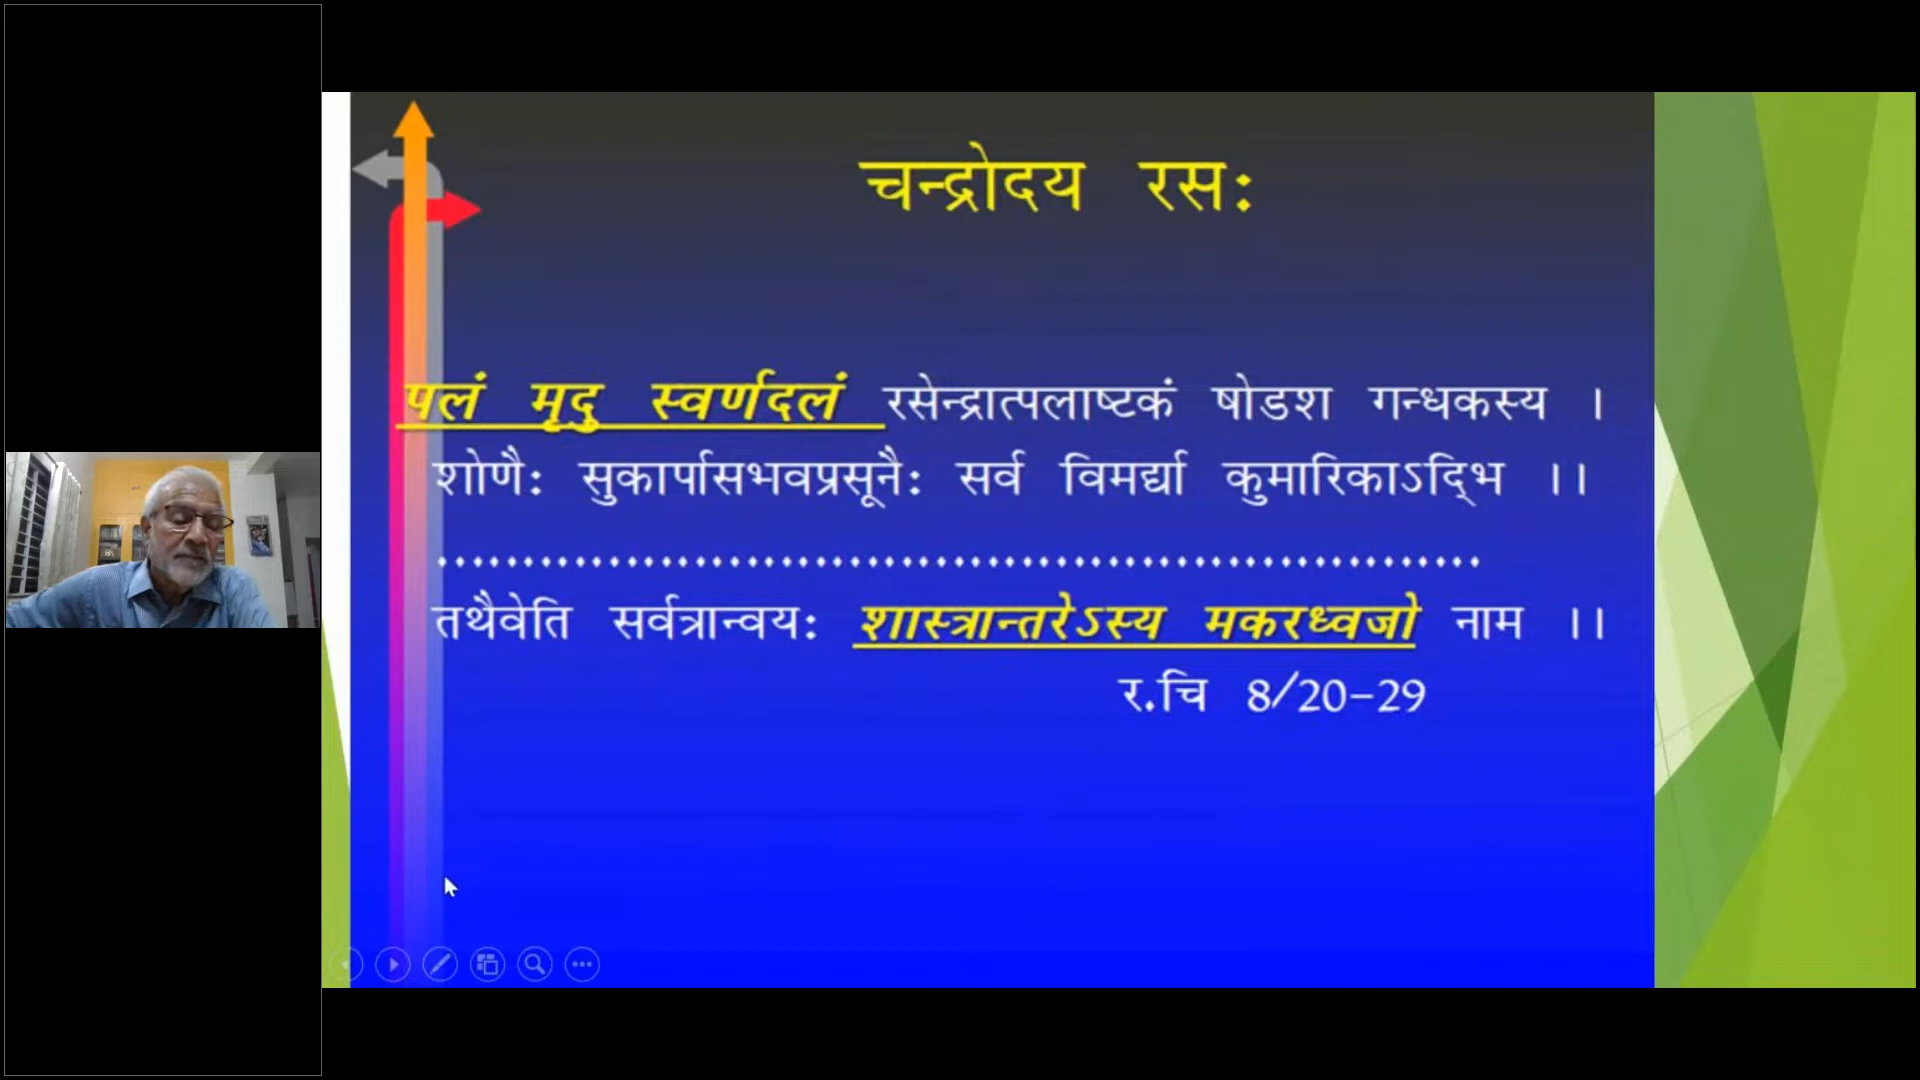 चन्द्रोदय रसः
पलं मृदु स्वर्णदलं रसेन्द्रात्पलाष्टकं षोडश गन्धकस्य ।
शोणैः सुकार्पासभवप्रसूनैः सर्व विमर्द्या कुमारिकाऽद्भि ।।
..........................................................................
तथैवेति सर्वत्रान्वयः शास्त्रान्तरेऽस्य मकरध्वजो नाम ।।
र.चि 8/20-29